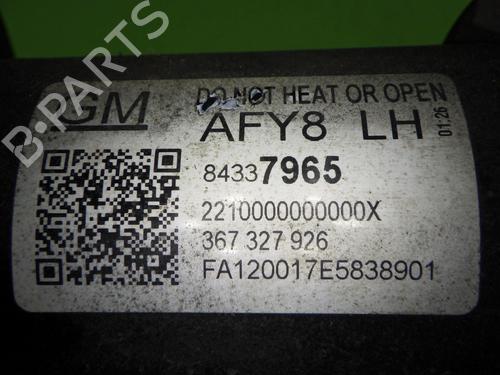 B-PARTS
GM
DO NOT HEAT OR OPEN
AFY8 LH
01.26
84337965
2210000000000X
367 327 926
FA120017E5838901